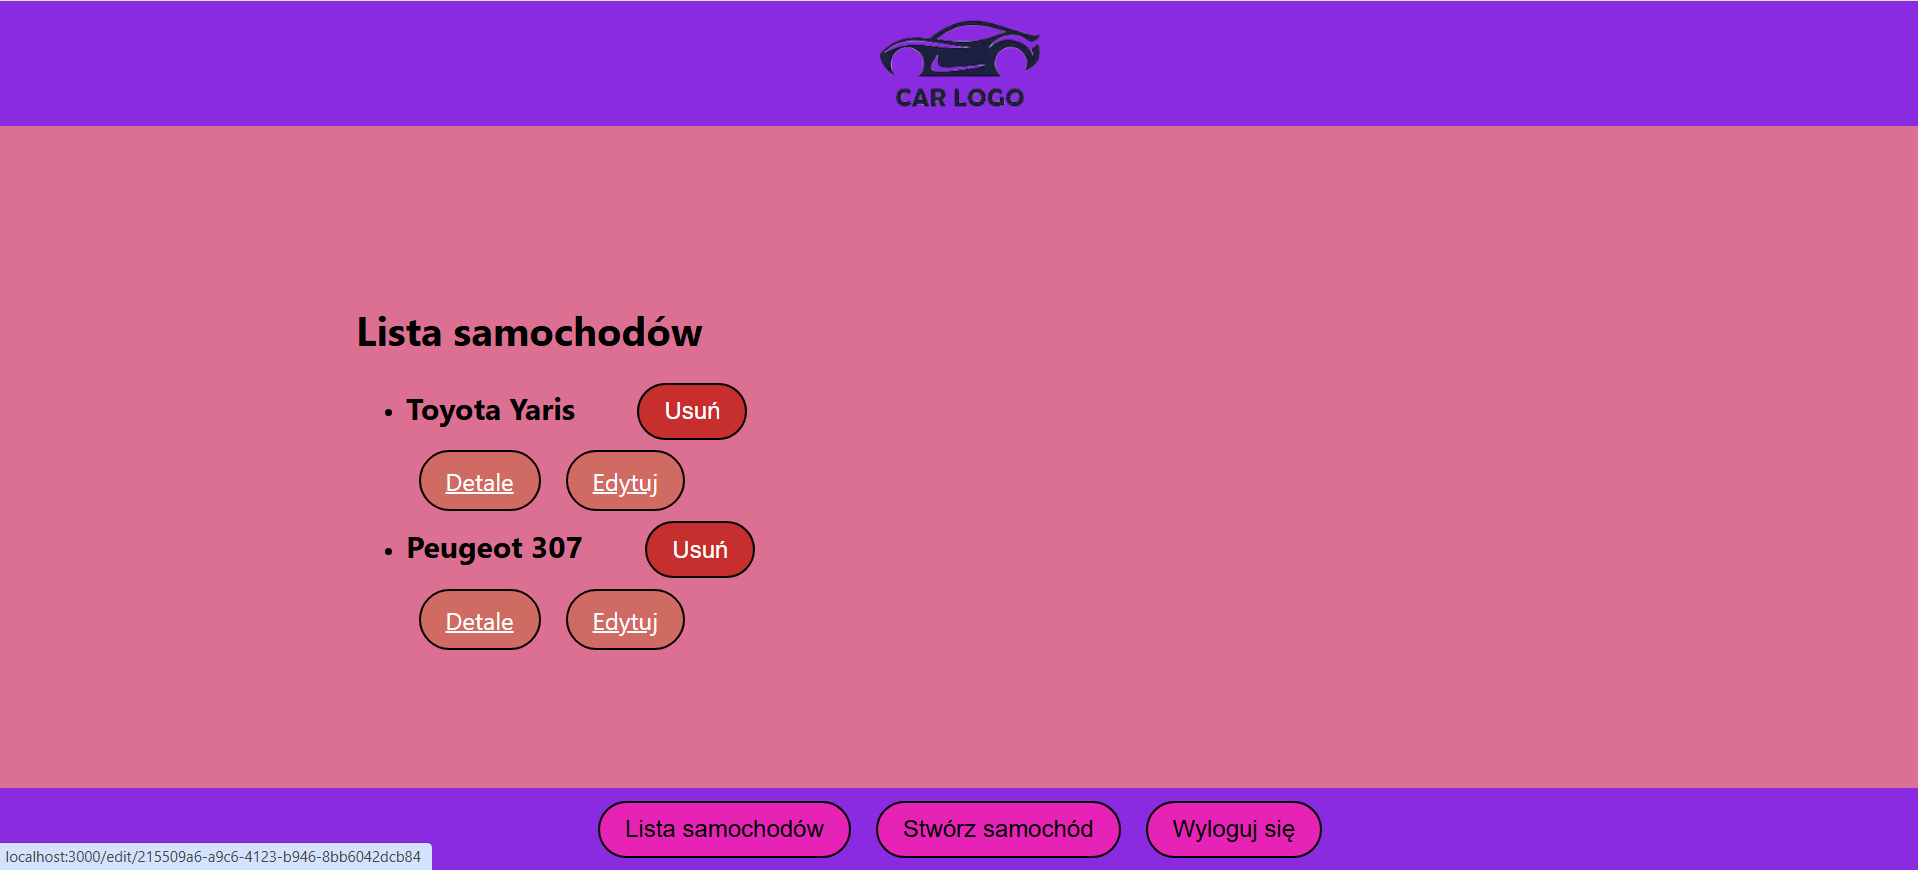 CAR LOGO
Lista samochodów
Toyota Yaris Usuń
Detale Edytuj
Peugeot 307 Usuń
Detale Edytuj
Lista samochodów Stwórz samochód Wyloguj się
localhost:3000/edit/215509a6-a9c6-4123-b946-8bb6042dcb84